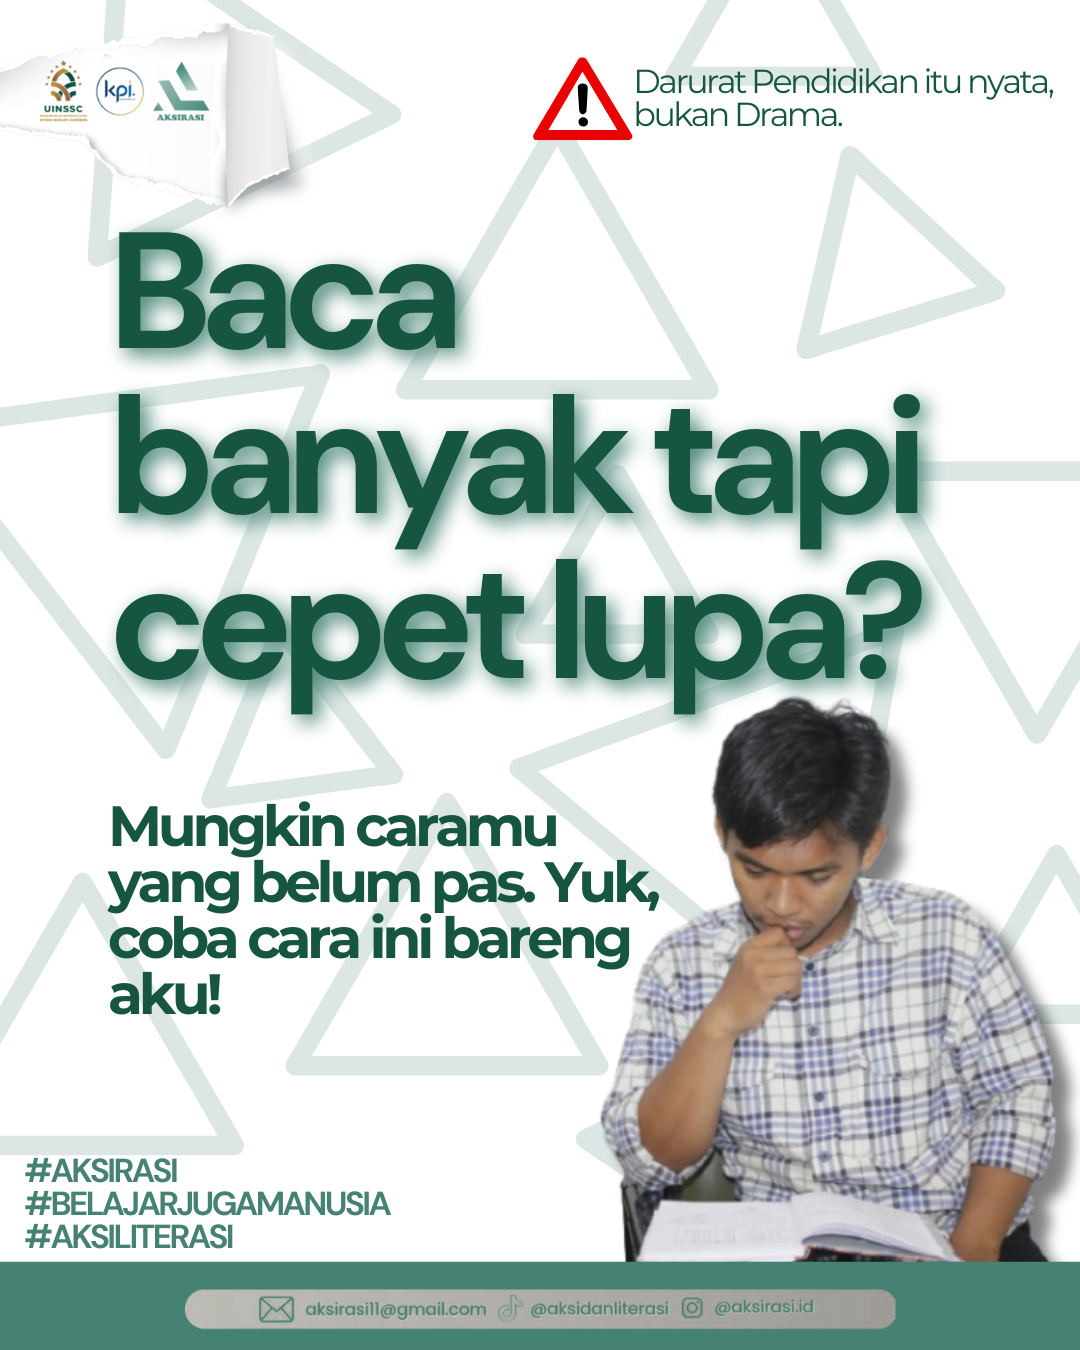 UINSSC
kpi.
AKSIRASI
Darurat Pendidikan itu nyata,
bukan Drama.
Baca
banyak tapi
cepet lupa?
Mungkin caramu
yang belum pas. Yuk,
coba cara ini bareng
aku!
#AKSIRASI
#BELAJARJUGAMANUSIA
#AKSILITERASI
aksirasi11@gmail.com @aksidanliterasi @aksirasi.id